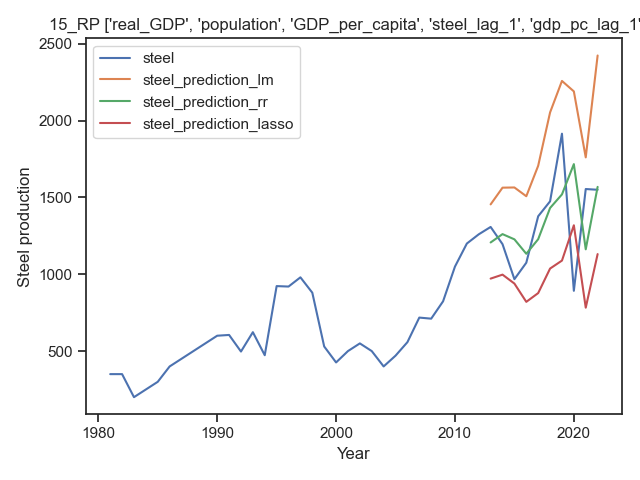 15_RP ['real_GDP', 'population', 'GDP_per_capita', 'steel_lag_1', 'gdp_pc_lag_1'
steel
steel_prediction_lm
steel_prediction_rr
steel_prediction_lasso
2500
2000
1500
1000
500
Steel production
1980
1990
2000
2010
2020
Year